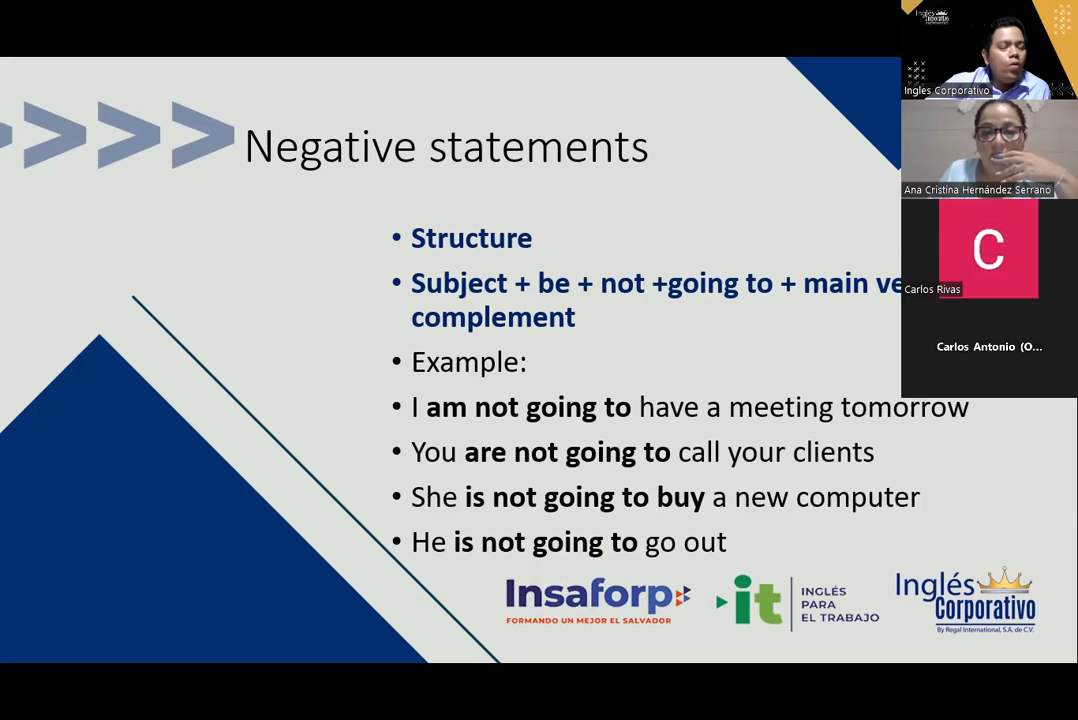 Negative statements
• Structure
• Subject + be + not +going to + main ve
complement
• Example:
• I am not going to have a meeting tomorrow
• You are not going to call your clients
• She is not going to buy a new computer
• He is not going to go out
Insaforp
FORMANDO UN MEJOR EL SALVADOR
it
INGLÉS
PARA
EL TRABAJO
Inglés
Corporativo
By Regal International, S.A. de C.V.
Inglés
Corporativo
Ingles Corporativo
Ana Cristina Hernández Serrano
C
Carlos Rivas
Carlos Antonio (O...